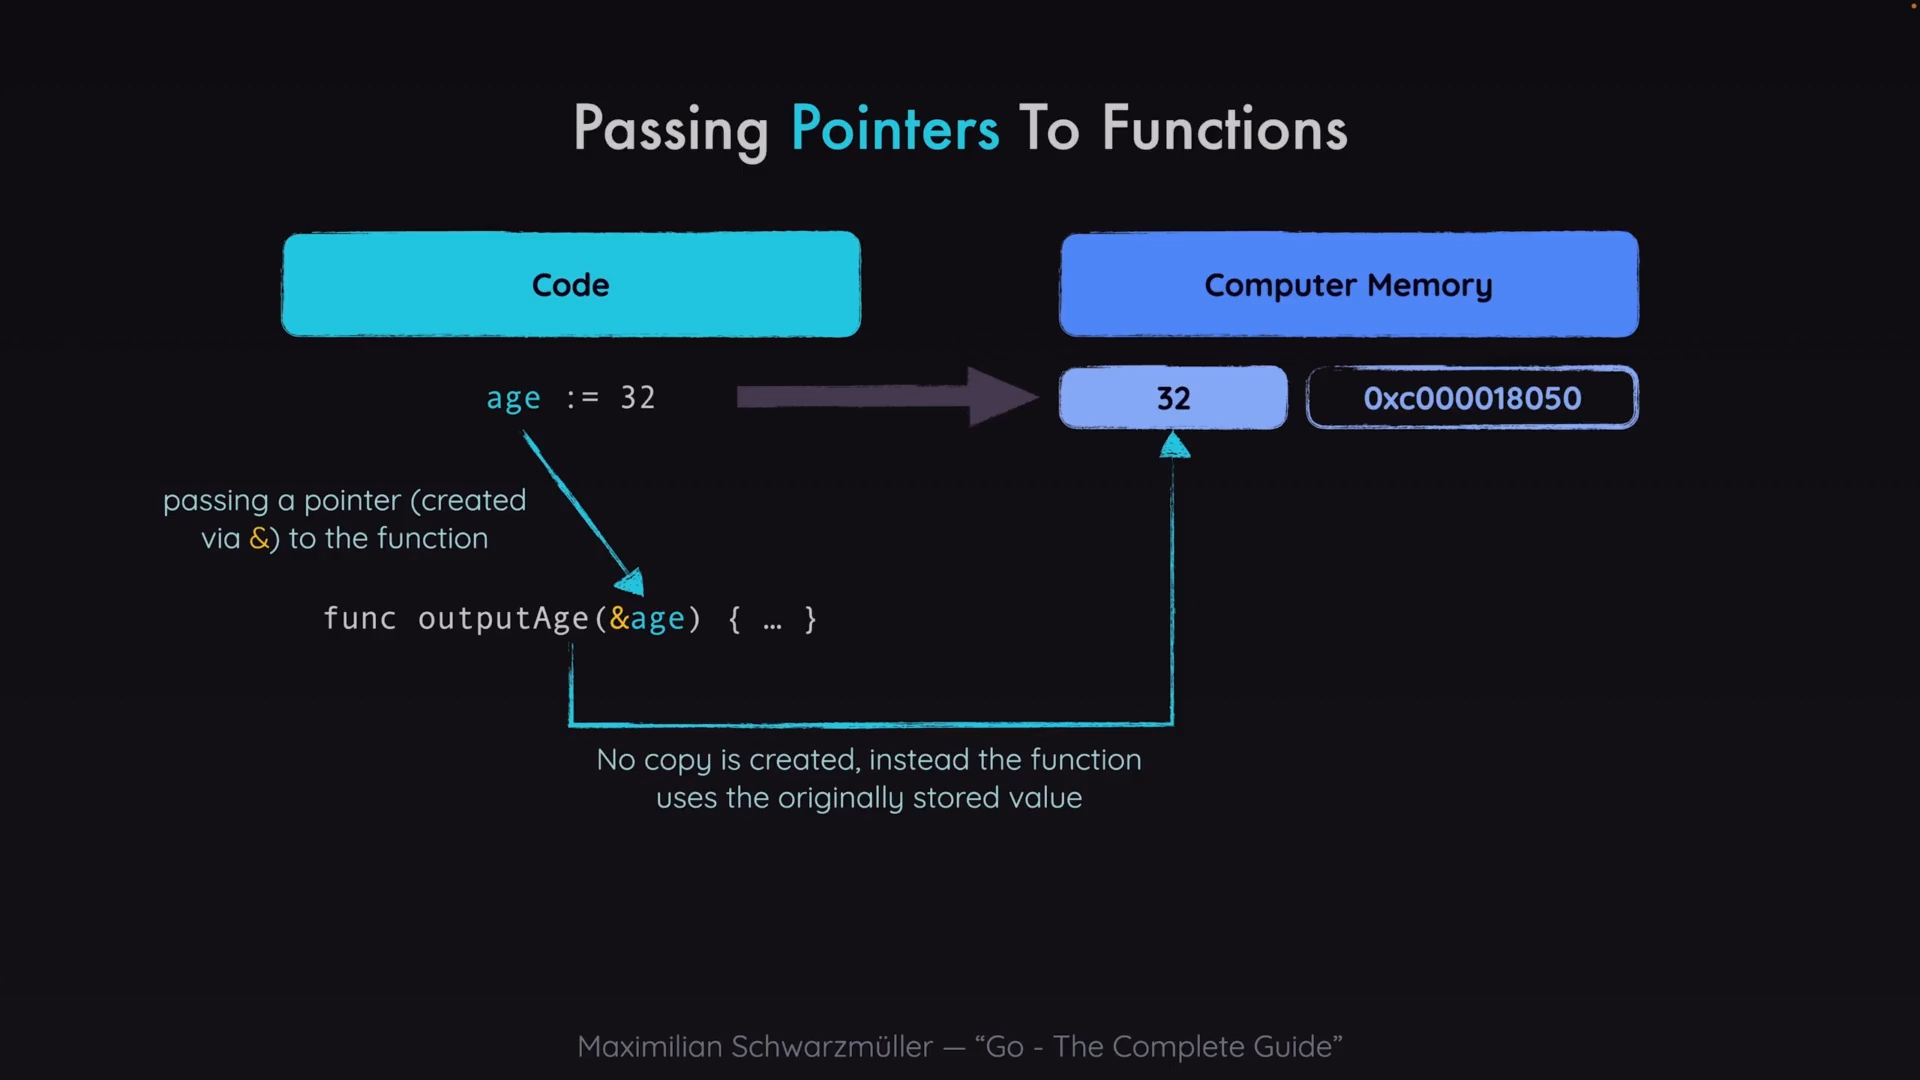 Passing Pointers To Functions
Code
Computer Memory
age := 32
32
0xc000018050
passing a pointer (created
via &) to the function
func outputAge(&age) { … }
No copy is created, instead the function
uses the originally stored value
Maximilian Schwarzmüller — “Go - The Complete Guide”